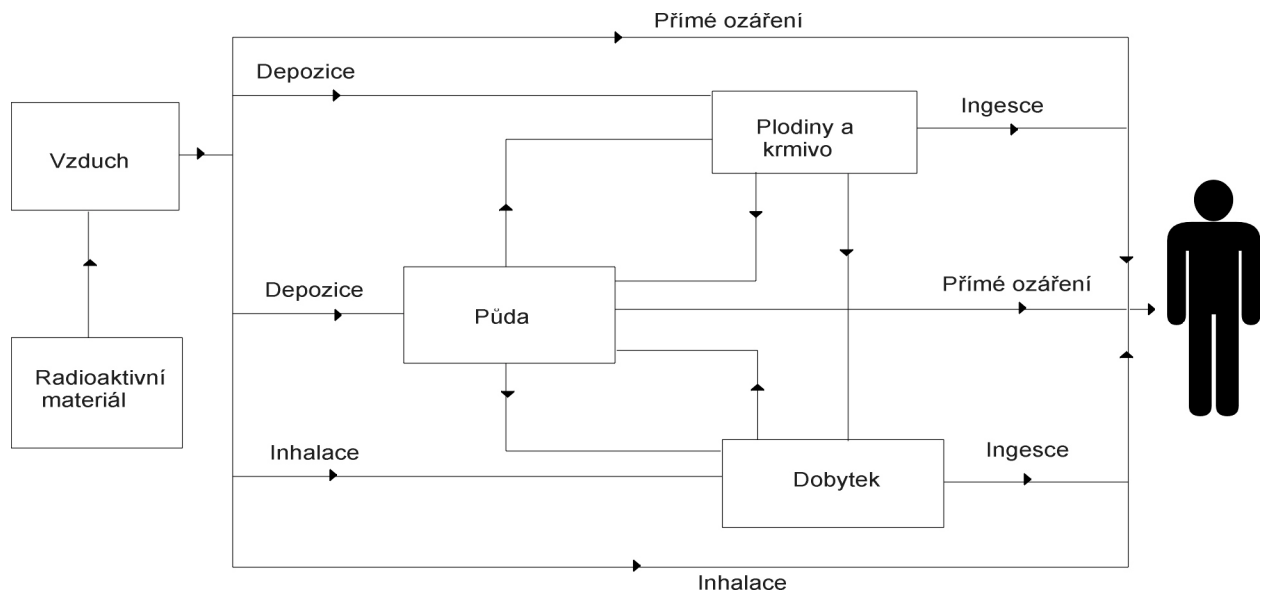 Přímé ozáření
Depozice
Plodiny a
krmivo
Ingesce
Vzduch
Depozice
Půda
Přímé ozáření
Radioaktivní
materiál
Inhalace
Dobytek
Ingesce
Inhalace